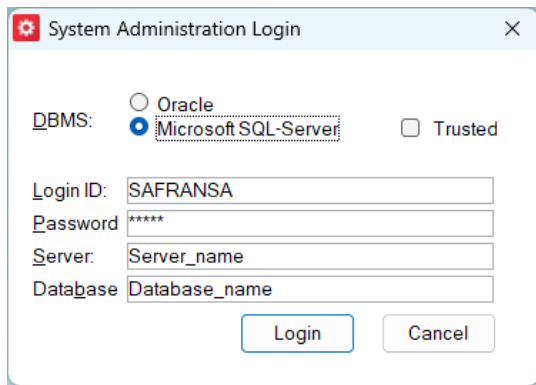 System Administration Login
DBMS:
Oracle
Microsoft SQL-Server
Trusted
Login ID: SAFRANSA
Password *****
Server: Server_name
Database Database_name
Login Cancel